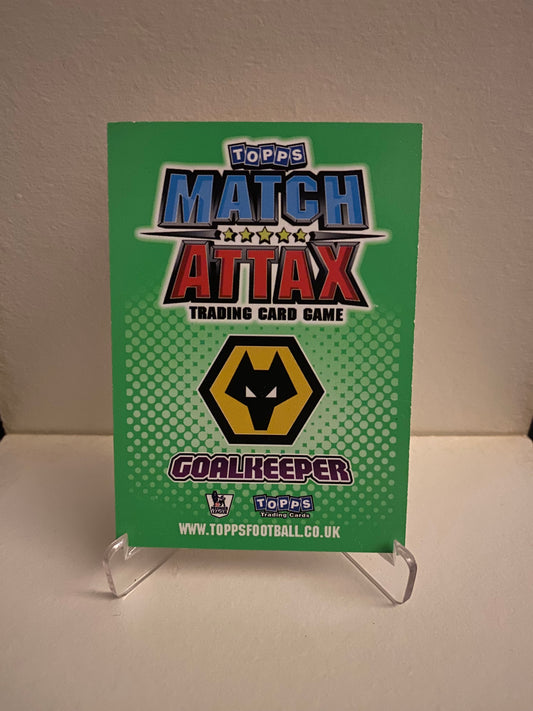 TOPPS
MATCH
ATTAX
TRADING CARD GAME
GOALKEEPER
TOPPS
Trading Cards
WWW.TOPPSFOOTBALL.CO.UK